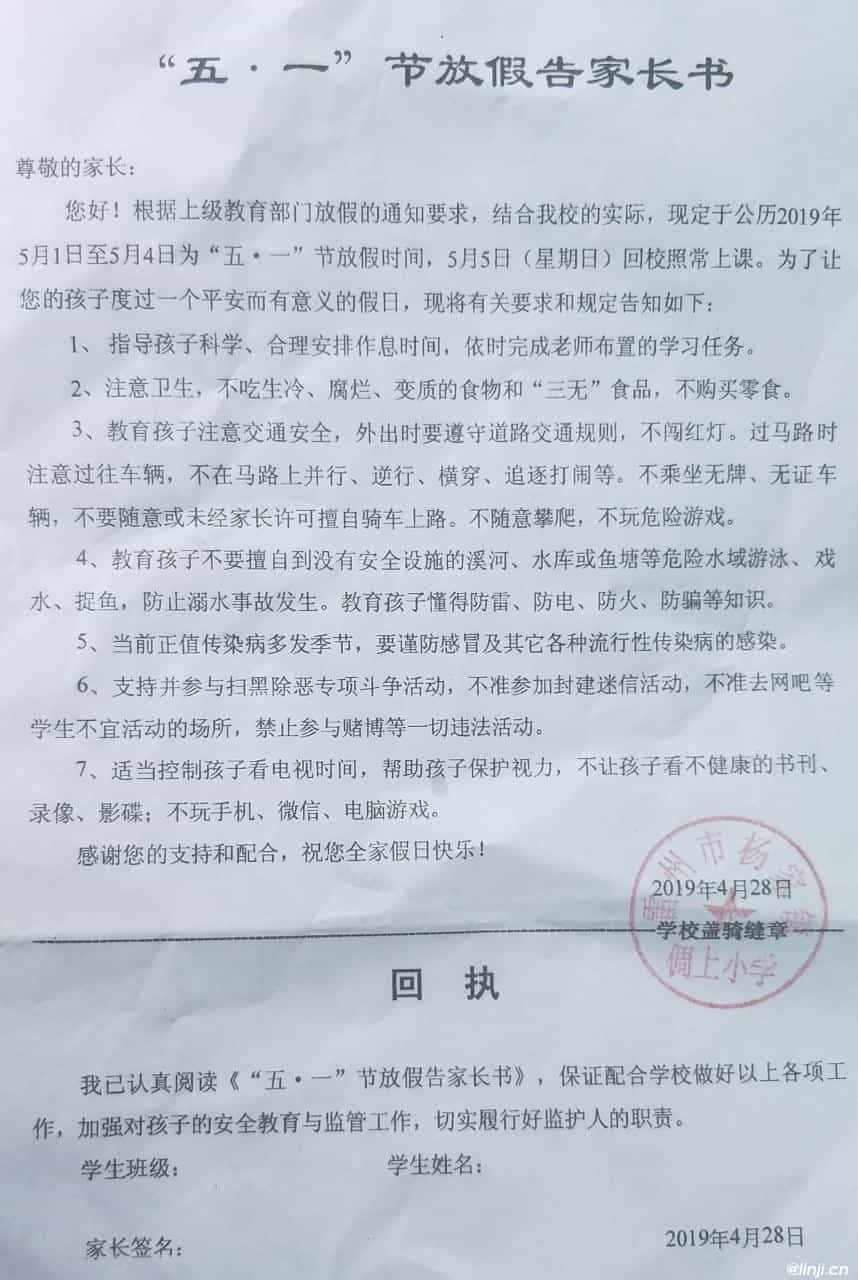 “五·一”节放假告家长书
尊敬的家长：
您好！根据上级教育部门放假的通知要求，结合我校的实际，现定于公历2019年
5月1日至5月4日为“五·一”节放假时间，5月5日（星期日）回校照常上课。为了让
您的孩子度过一个平安而有意义的假日，现将有关要求和规定告知如下：
1、 指导孩子科学、合理安排作息时间，依时完成老师布置的学习任务。
2、注意卫生，不吃生冷、腐烂、变质的食物和“三无”食品，不购买零食。
3、教育孩子注意交通安全，外出时要遵守道路交通规则，不闯红灯。过马路时
注意过往车辆，不在马路上并行、逆行、横穿、追逐打闹等。不乘坐无牌、无证车
辆，不要随意或未经家长许可擅自骑车上路。不随意攀爬，不玩危险游戏。
4、教育孩子不要擅自到没有安全设施的溪河、水库或鱼塘等危险水域游泳、戏
水、捉鱼，防止溺水事故发生。教育孩子懂得防雷、防电、防火、防骗等知识。
5、当前正值传染病多发季节，要谨防感冒及其它各种流行性传染病的感染。
6、支持并参与扫黑除恶专项斗争活动，不准参加封建迷信活动，不准去网吧等
学生不宜活动的场所，禁止参与赌博等一切违法活动。
7、适当控制孩子看电视时间，帮助孩子保护视力，不让孩子看不健康的书刊、
录像、影碟；不玩手机、微信、电脑游戏。
感谢您的支持和配合，祝您全家假日快乐！
2019年4月28日
学校盖骑缝章
州市杨家镇
上小学
回 执
我已认真阅读《“五·一”节放假告家长书》，保证配合学校做好以上各项工
作，加强对孩子的安全教育与监管工作，切实履行好监护人的职责。
学生班级： 学生姓名：
家长签名： 2019年4月28日
@linji.cn